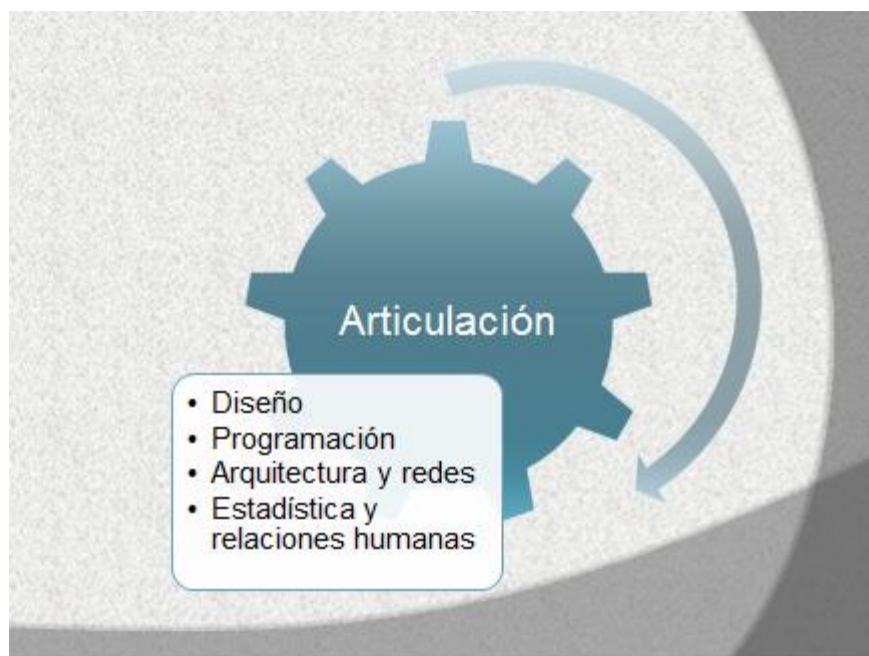 Articulación
• Diseño
• Programación
• Arquitectura y redes
• Estadística y
relaciones humanas